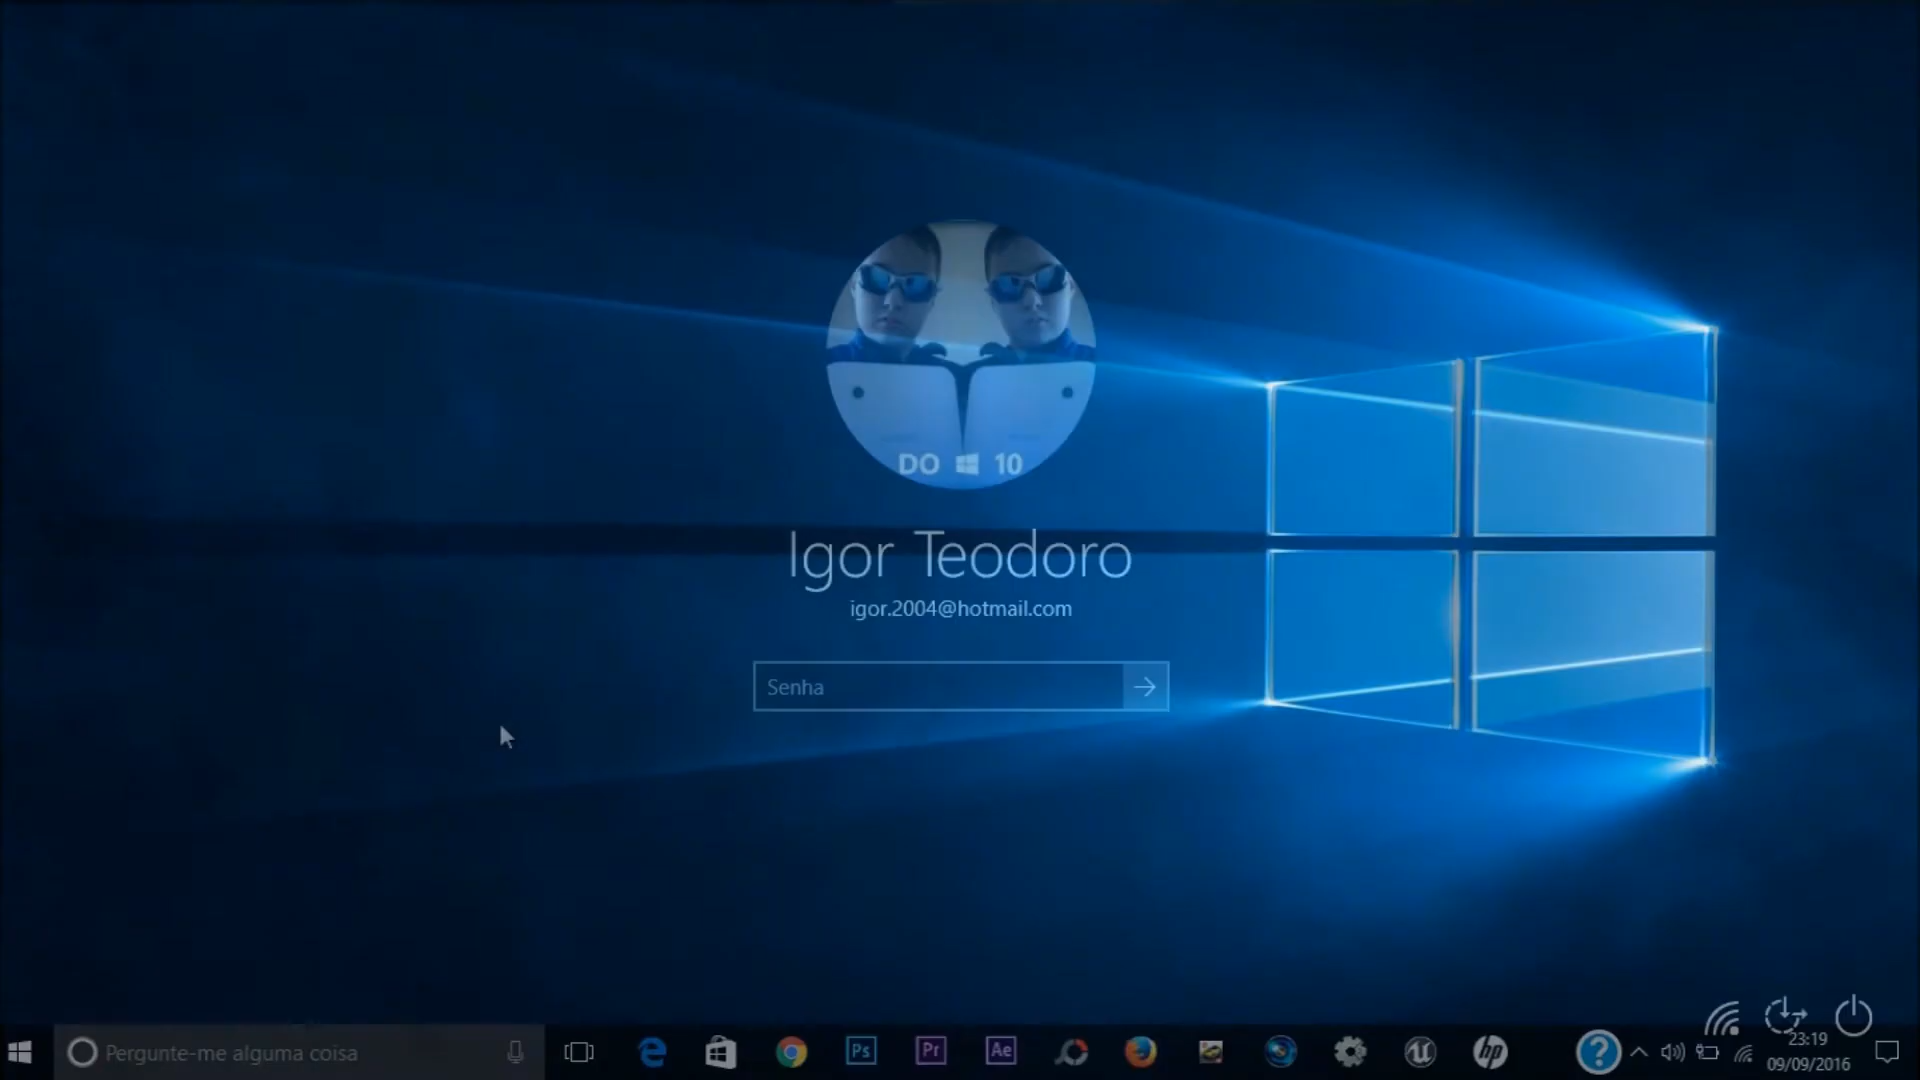 DO 10
Igor Teodoro
igor.2004@hotmail.com
Senha
Pergunte-me alguma coisa
Ps
Pr
Ae
hp
?
23:19
09/09/2016